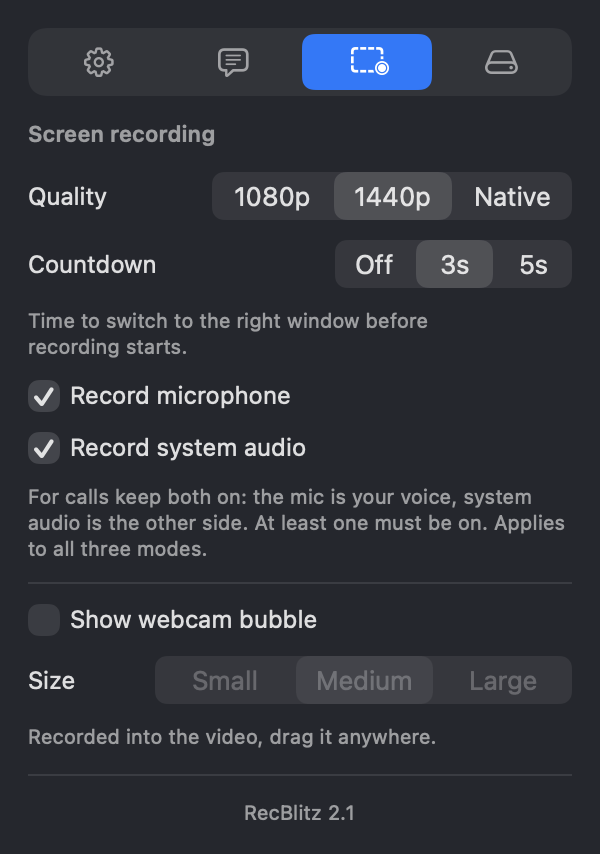 Screen recording
Quality 1080p 1440p Native
Countdown Off 3s 5s
Time to switch to the right window before
recording starts.
Record microphone
Record system audio
For calls keep both on: the mic is your voice, system
audio is the other side. At least one must be on. Applies
to all three modes.
Show webcam bubble
Size Small Medium Large
Recorded into the video, drag it anywhere.
RecBlitz 2.1